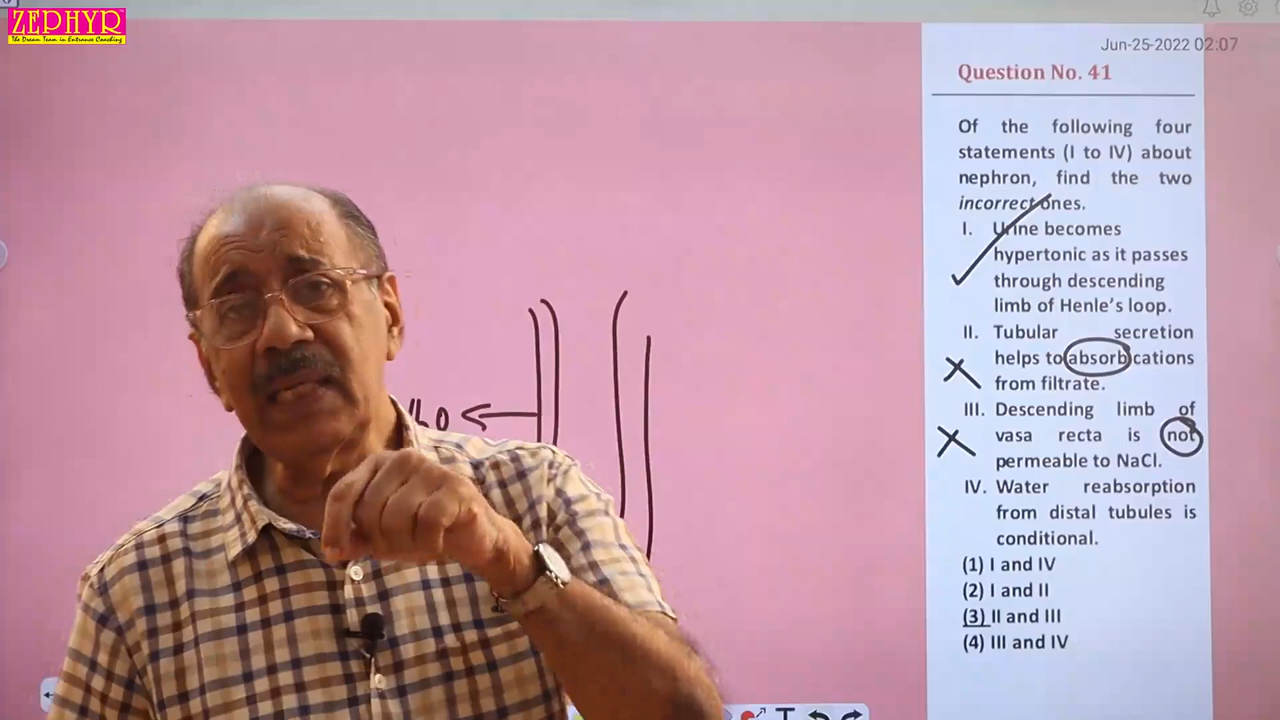 ZEPHYR
The Dream Team in Entrance Coaching
Jun-25-2022 02:07
Question No. 41
Of the following four
statements (I to IV) about
nephron, find the two
incorrect ones.
I. Urine becomes
hypertonic as it passes
through descending
limb of Henle's loop.
II. Tubular secretion
helps to absorb cations
from filtrate.
III. Descending limb of
vasa recta is not
permeable to NaCl.
IV. Water reabsorption
from distal tubules is
conditional.
(1) I and IV
(2) I and II
(3) II and III
(4) III and IV